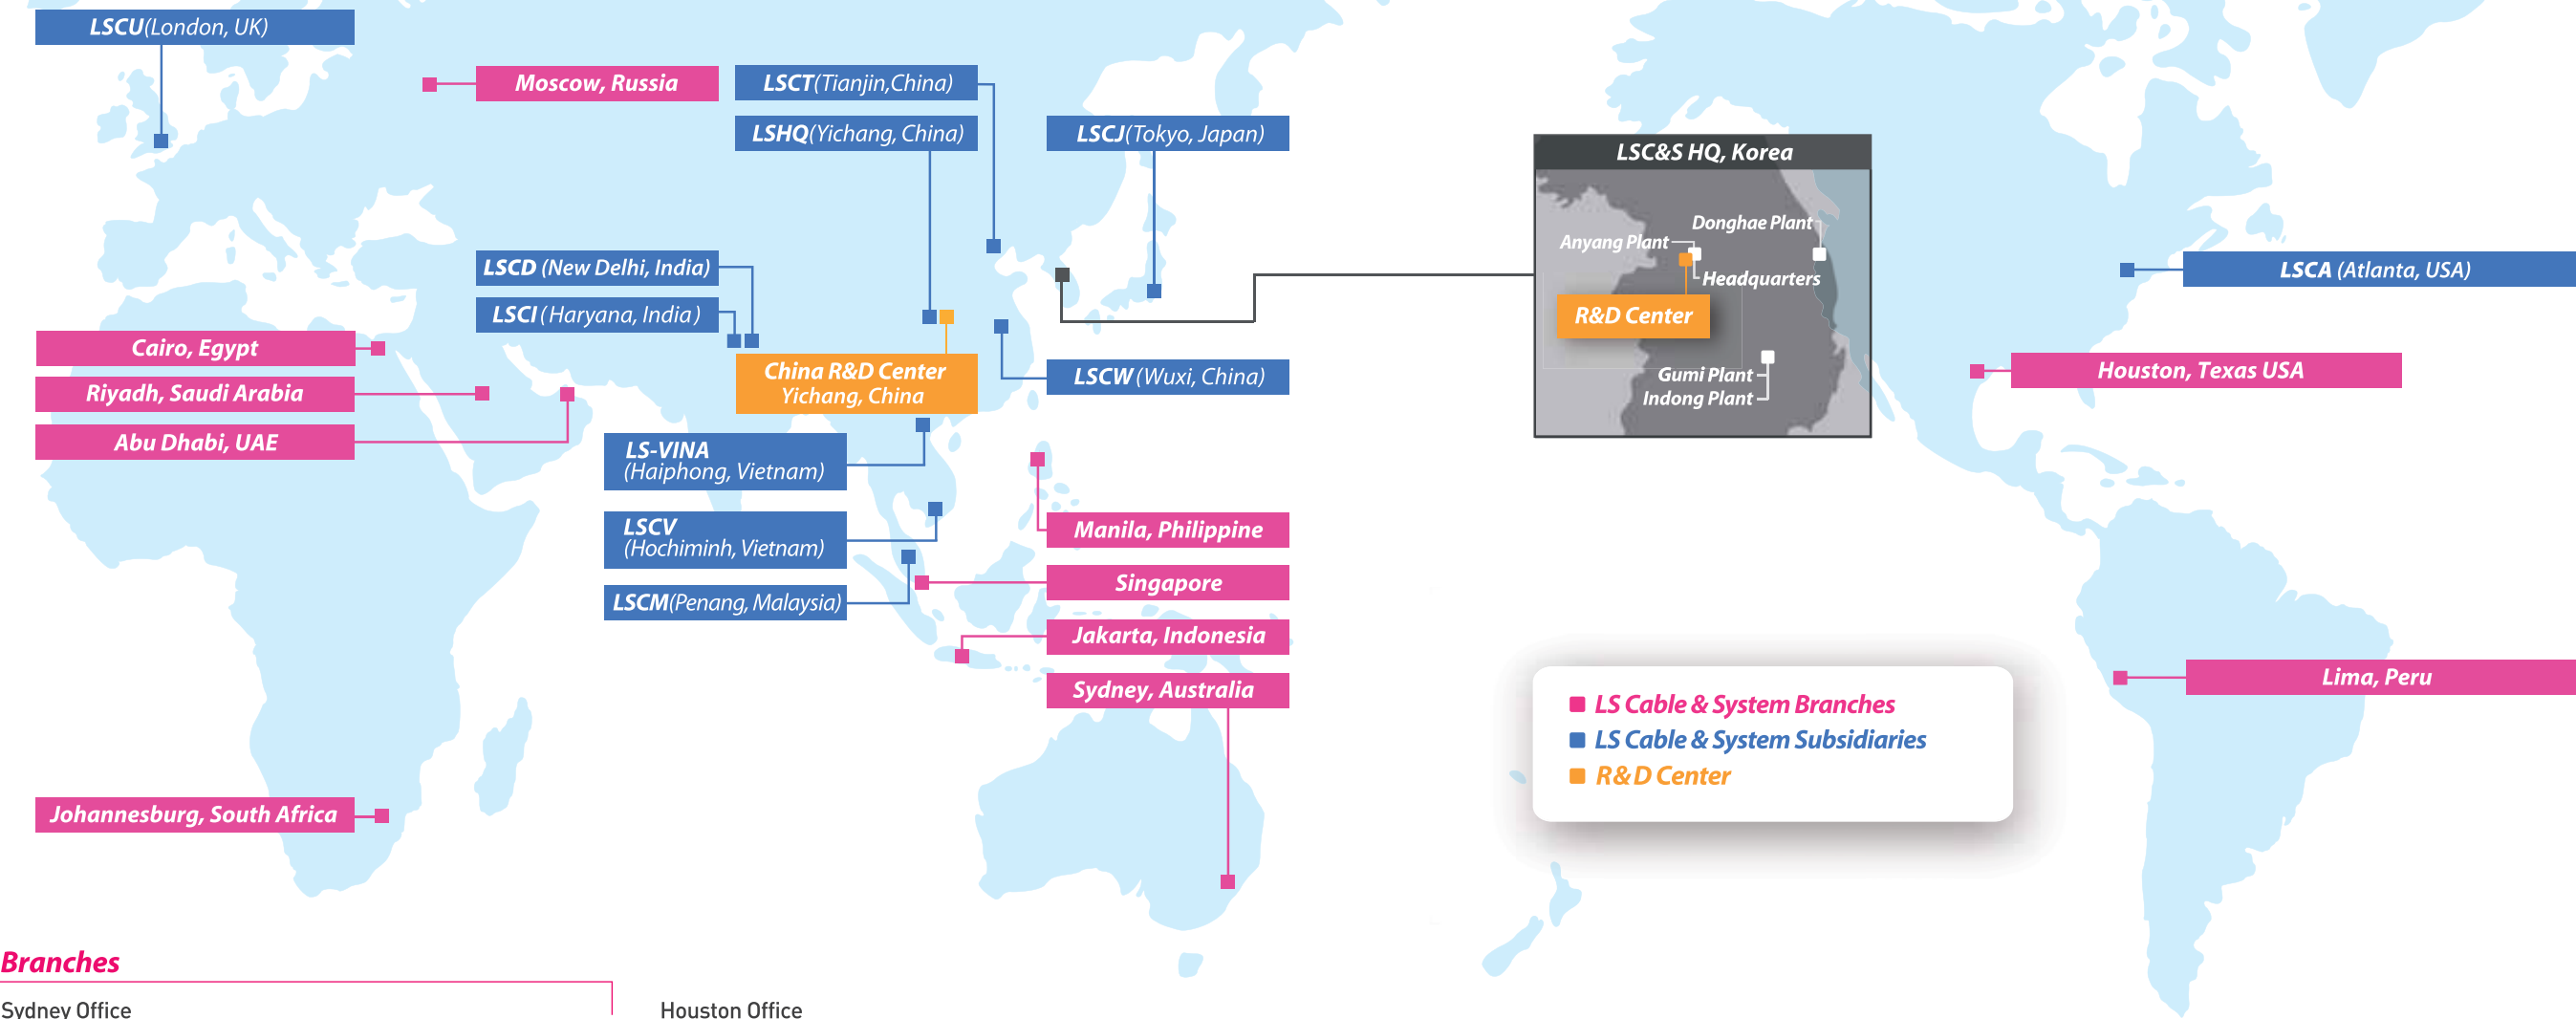 LSCU(London, UK)
Moscow, Russia
LSCT(Tianjin,China)
LSHQ(Yichang, China)
LSCJ(Tokyo, Japan)
LSC&S HQ, Korea
Donghae Plant
Anyang Plant
Headquarters
R&D Center
Gumi Plant
Indong Plant
LSCD (New Delhi, India)
LSCI (Haryana, India)
LSCA (Atlanta, USA)
Cairo, Egypt
Riyadh, Saudi Arabia
Abu Dhabi, UAE
China R&D Center
Yichang, China
LSCW (Wuxi, China)
Houston, Texas USA
LS-VINA
(Haiphong, Vietnam)
LSCV
(Hochiminh, Vietnam)
LSCM(Penang, Malaysia)
Manila, Philippine
Singapore
Jakarta, Indonesia
Sydney, Australia
Lima, Peru
LS Cable & System Branches
LS Cable & System Subsidiaries
R&D Center
Johannesburg, South Africa
Branches
Sydney Office
Houston Office